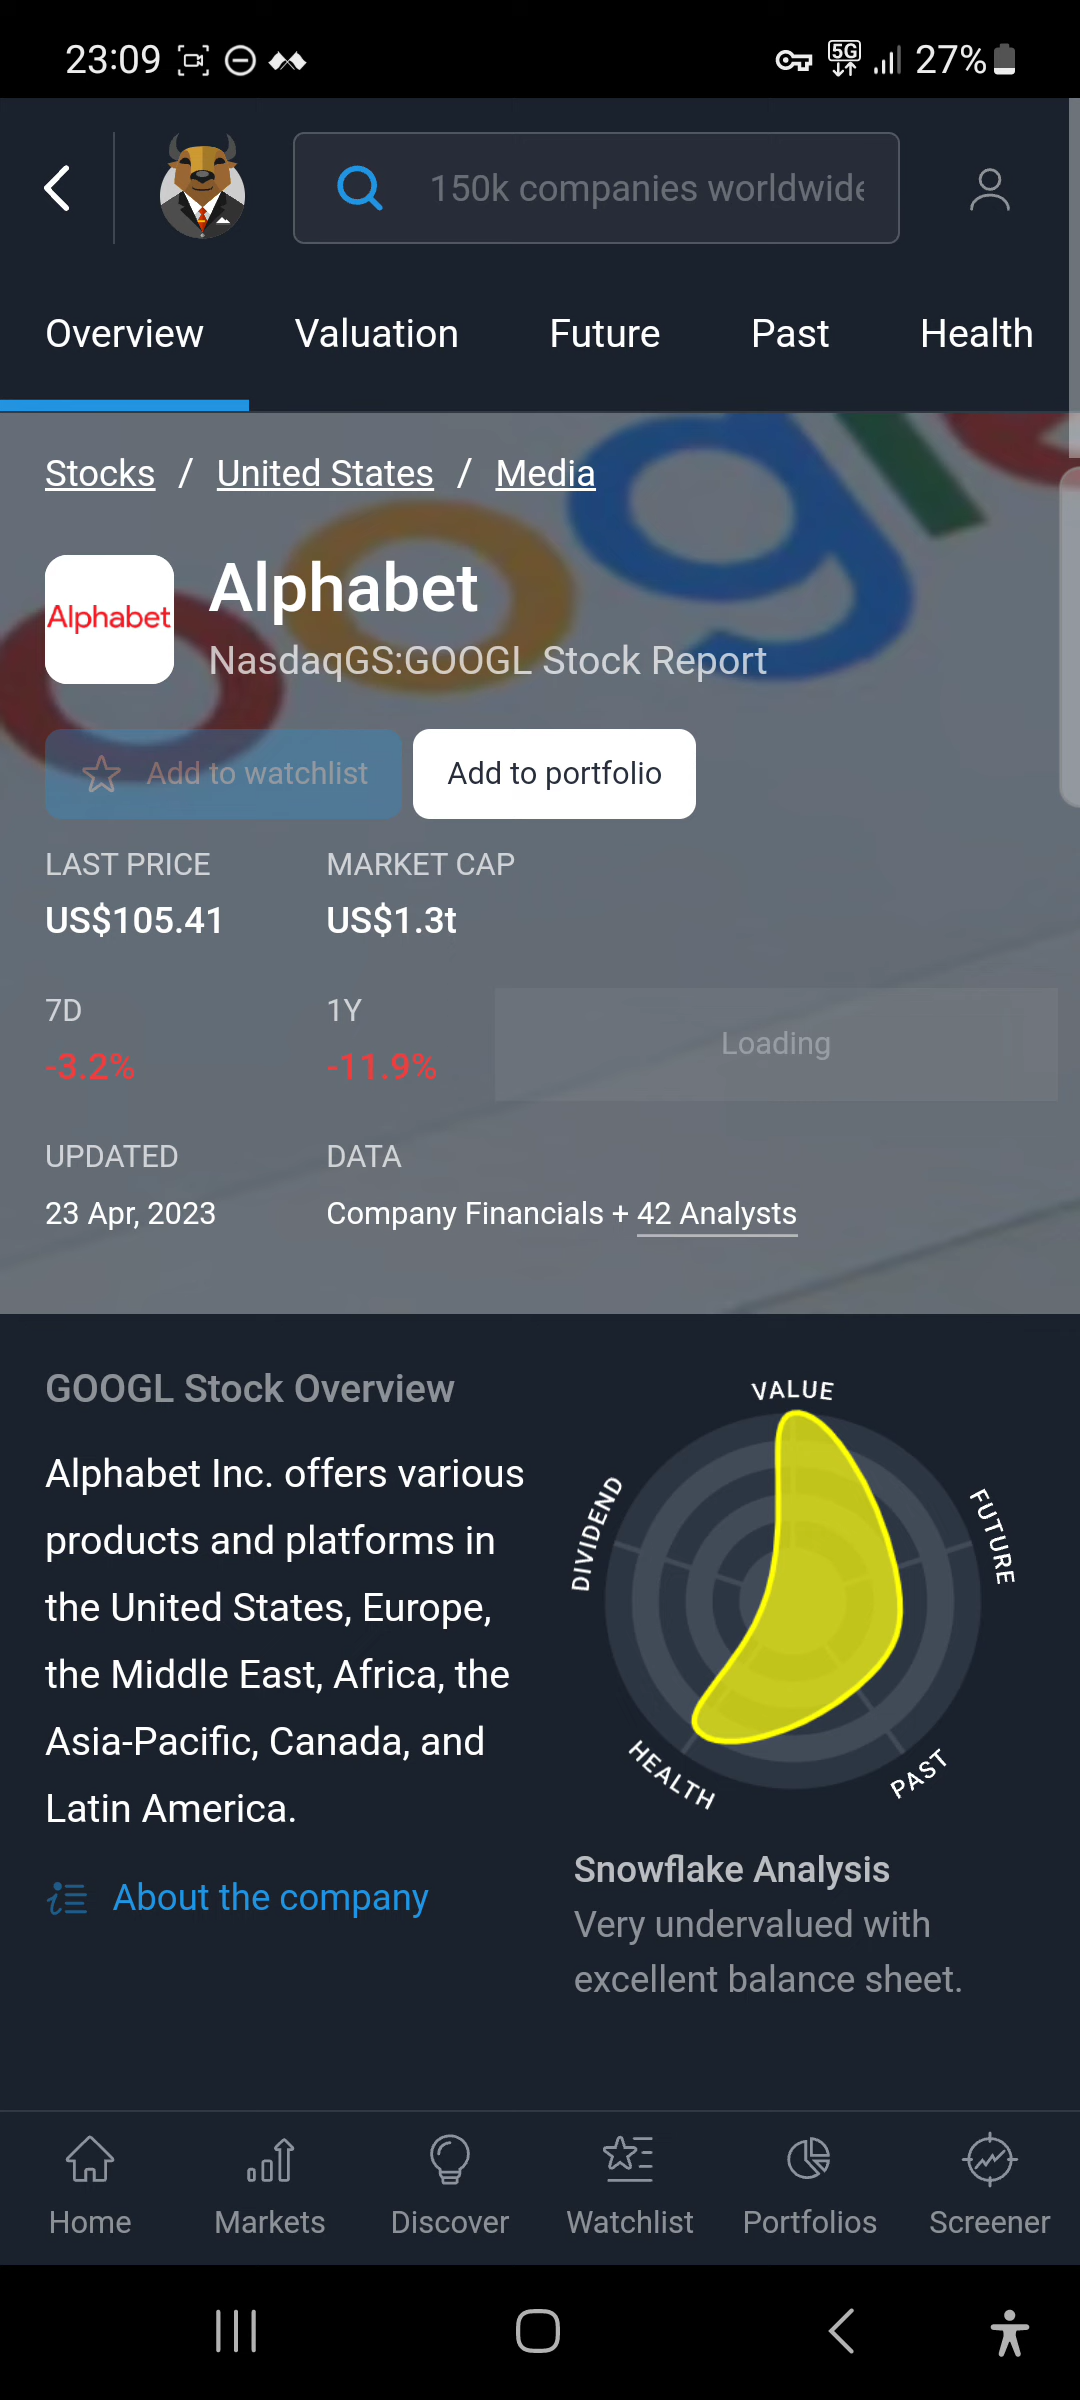 23:09
5G
27%
150k companies worldwide
Overview Valuation Future Past Health
Stocks / United States / Media
Alphabet
Alphabet
NasdaqGS:GOOGL Stock Report
Add to watchlist Add to portfolio
LAST PRICE MARKET CAP
US$105.41 US$1.3t
7D 1Y
-3.2% -11.9%
Loading
UPDATED DATA
23 Apr, 2023 Company Financials + 42 Analysts
GOOGL Stock Overview
Alphabet Inc. offers various
products and platforms in
the United States, Europe,
the Middle East, Africa, the
Asia-Pacific, Canada, and
Latin America.
About the company
VALUE
FUTURE
PAST
HEALTH
DIVIDEND
Snowflake Analysis
Very undervalued with
excellent balance sheet.
Home Markets Discover Watchlist Portfolios Screener